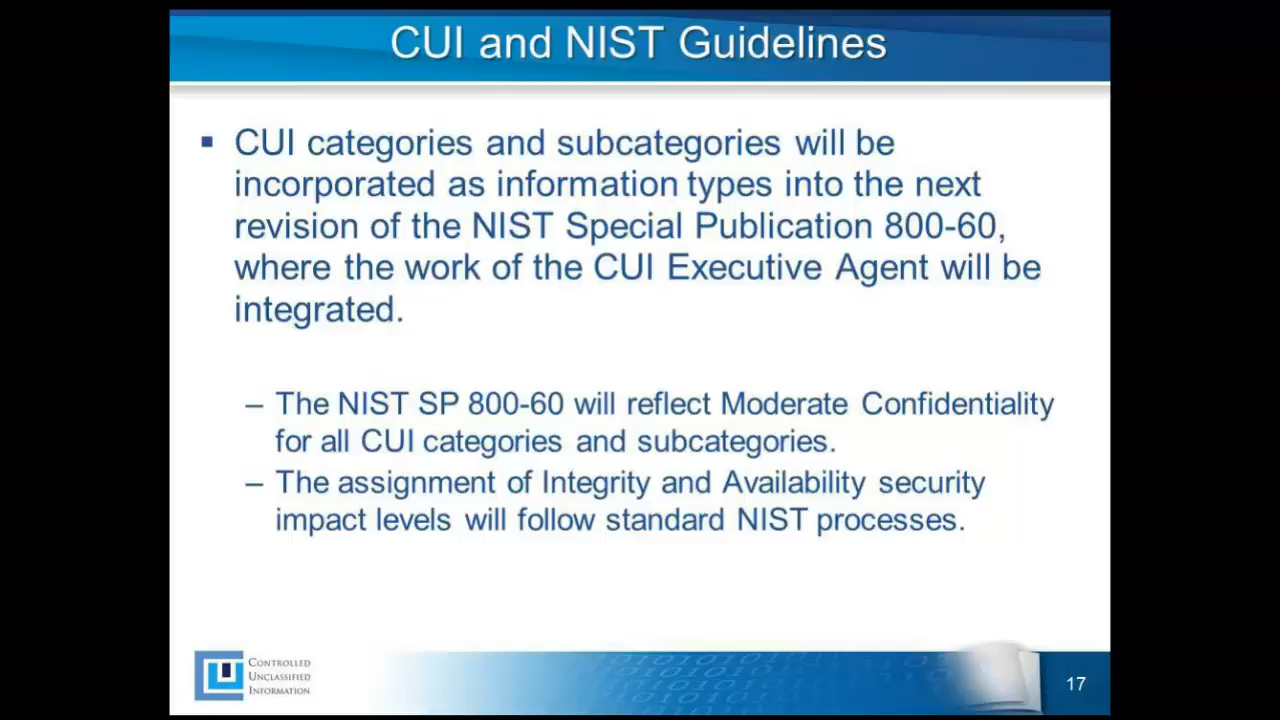 CUI and NIST Guidelines
▪ CUI categories and subcategories will be
incorporated as information types into the next
revision of the NIST Special Publication 800-60,
where the work of the CUI Executive Agent will be
integrated.
– The NIST SP 800-60 will reflect Moderate Confidentiality
for all CUI categories and subcategories.
– The assignment of Integrity and Availability security
impact levels will follow standard NIST processes.
CONTROLLED
UNCLASSIFIED
INFORMATION
17